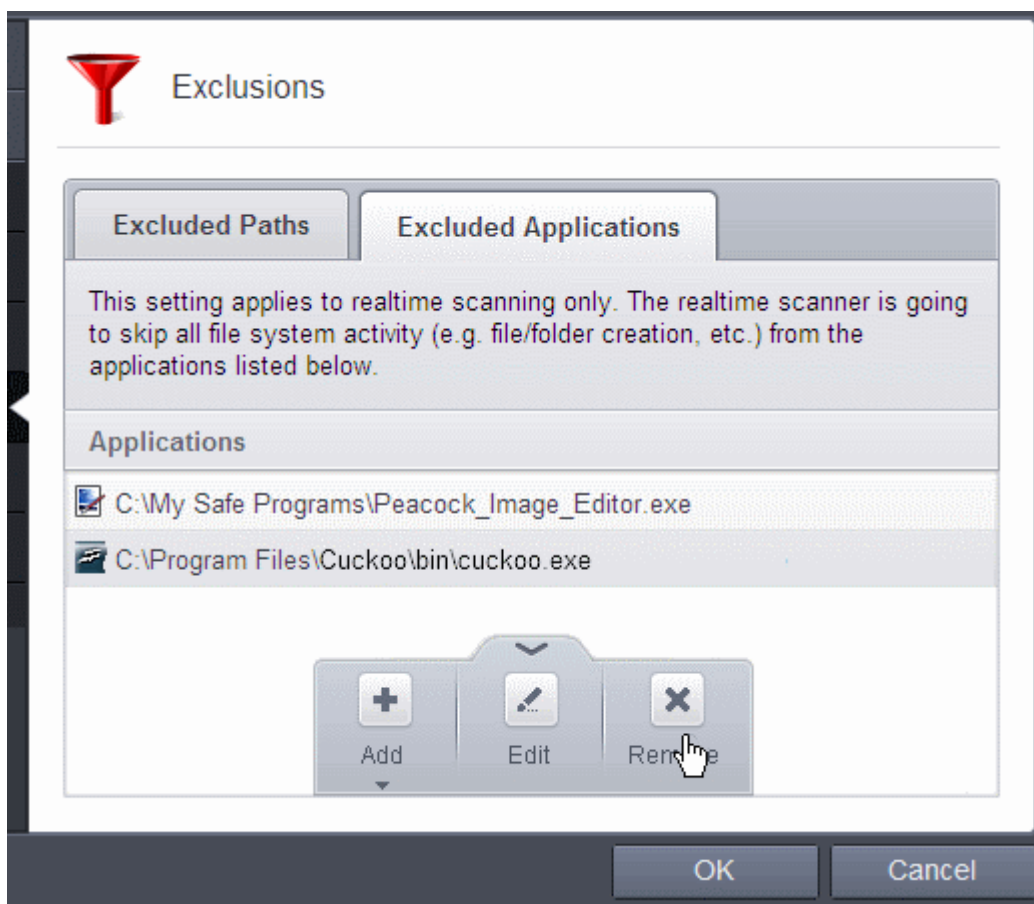 Exclusions
Excluded Paths
Excluded Applications
This setting applies to realtime scanning only. The realtime scanner is going
to skip all file system activity (e.g. file/folder creation, etc.) from the
applications listed below.
Applications
C:\My Safe Programs\Peacock_Image_Editor.exe
C:\Program Files\Cuckoo\bin\cuckoo.exe
Add
Edit
Remove
OK
Cancel